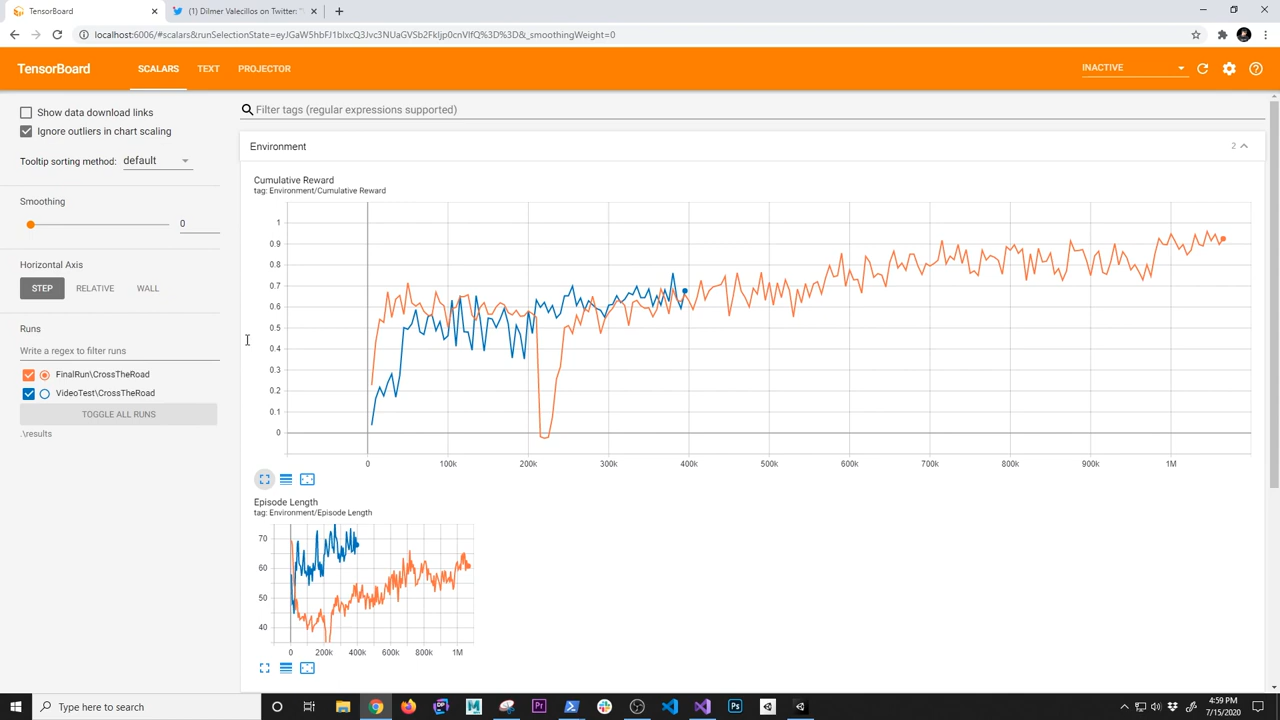 TensorBoard
(1) Dilmer Valecillos on Twitter: "
localhost:6006/#scalars&runSelectionState=
&_smoothingWeight=0
TensorBoard
SCALARS
TEXT
PROJECTOR
INACTIVE
Show data download links
Ignore outliers in chart scaling
Tooltip sorting method: default
Smoothing
0
Horizontal Axis
STEP
RELATIVE
WALL
Runs
Write a regex to filter runs
FinalRun\CrossTheRoad
VideoTest\CrossTheRoad
TOGGLE ALL RUNS
.\results
Filter tags (regular expressions supported)
Environment
2
Cumulative Reward
tag: Environment/Cumulative Reward
1
0.9
0.8
0.7
0.6
0.5
0.4
0.3
0.2
0.1
0
0 100k 200k 300k 400k 500k 600k 700k 800k 900k 1M
Episode Length
tag: Environment/Episode Length
70
60
50
40
0 200k 400k 600k 800k 1M
Type here to search
4:59 PM
7/15/2020